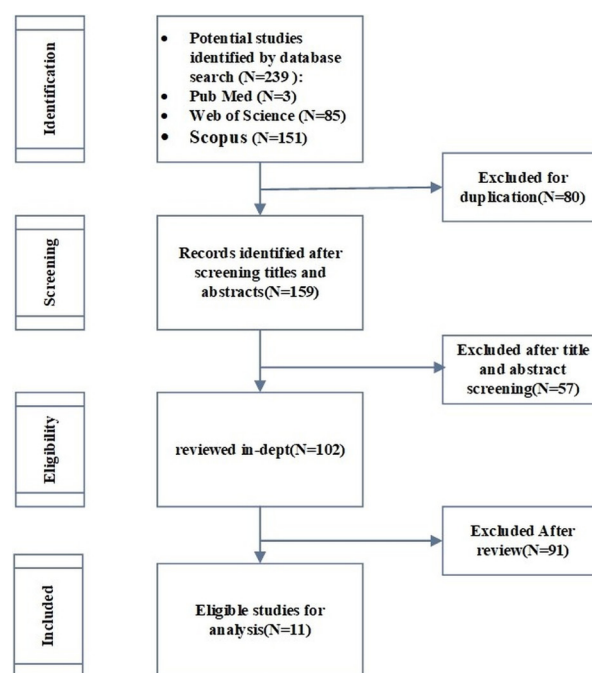 Identification
• Potential studies
identified by database
search (N=239 ):
• Pub Med (N=3)
• Web of Science (N=85)
• Scopus (N=151)
Excluded for
duplication(N=80)
Screening
Records identified after
screening titles and
abstracts(N=159)
Excluded after title
and abstract
screening(N=57)
Eligibility
reviewed in-dept(N=102)
Excluded After
review(N=91)
Included
Eligible studies for
analysis(N=11)